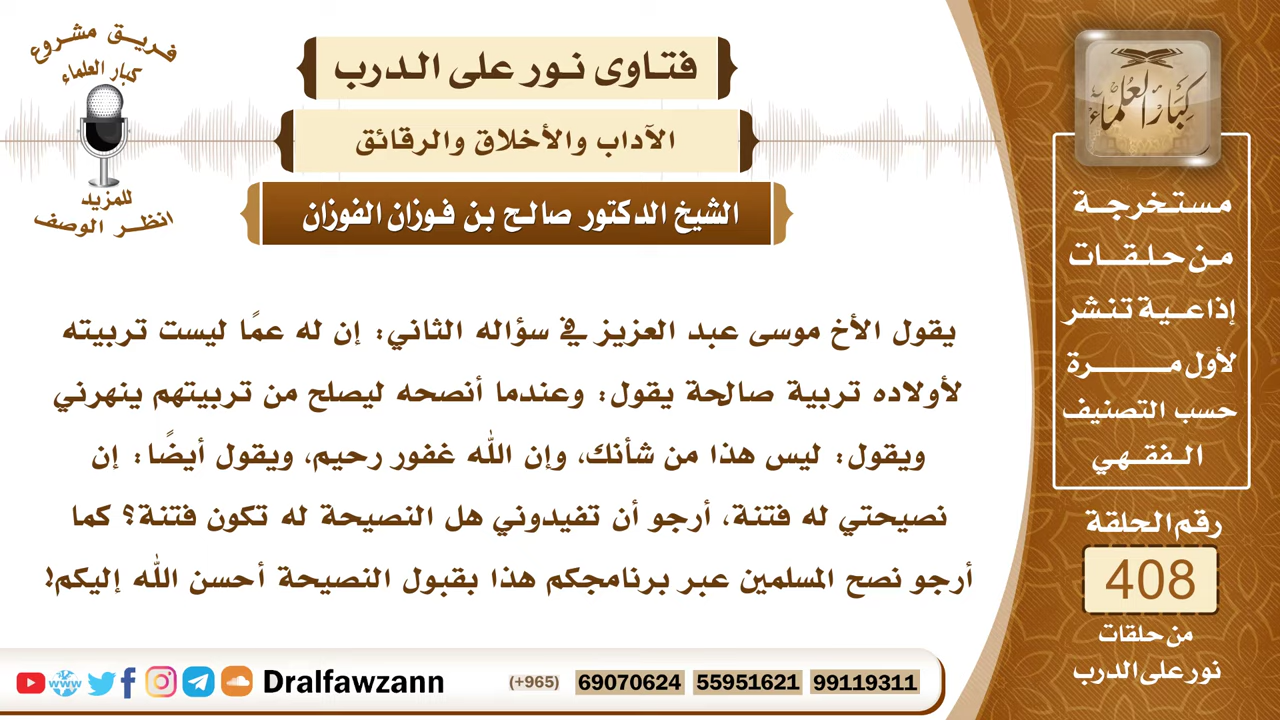 فريق مشروع
كبار العلماء
للمزيد
انظر الوصف
فتاوى نور على الدرب
الآداب والأخلاق والرقائق
الشيخ الدكتور صالح بن فوزان الفوزان
يقول الأخ موسى عبد العزيز في سؤاله الثاني: إن له عمًا ليست تربيته
لأولاده تربية صالحة يقول: وعندما أنصحه ليصلح من تربيتهم ينهرني
ويقول: ليس هذا من شأنك، وإن الله غفور رحيم، ويقول أيضًا: إن
نصيحتي له فتنة، أرجو أن تفيدوني هل النصيحة له تكون فتنة؟ كما
أرجو نصح المسلمين عبر برنامجكم هذا بقبول النصيحة أحسن الله إليكم!
كبار العلماء
مستخرجة
من حلقات
إذاعية تنشر
لأول مرة
حسب التصنيف
الفقهي
رقم الحلقة
408
من حلقات
نور على الدرب
www
Dralfawzann
(+965) 69070624 55951621 99119311